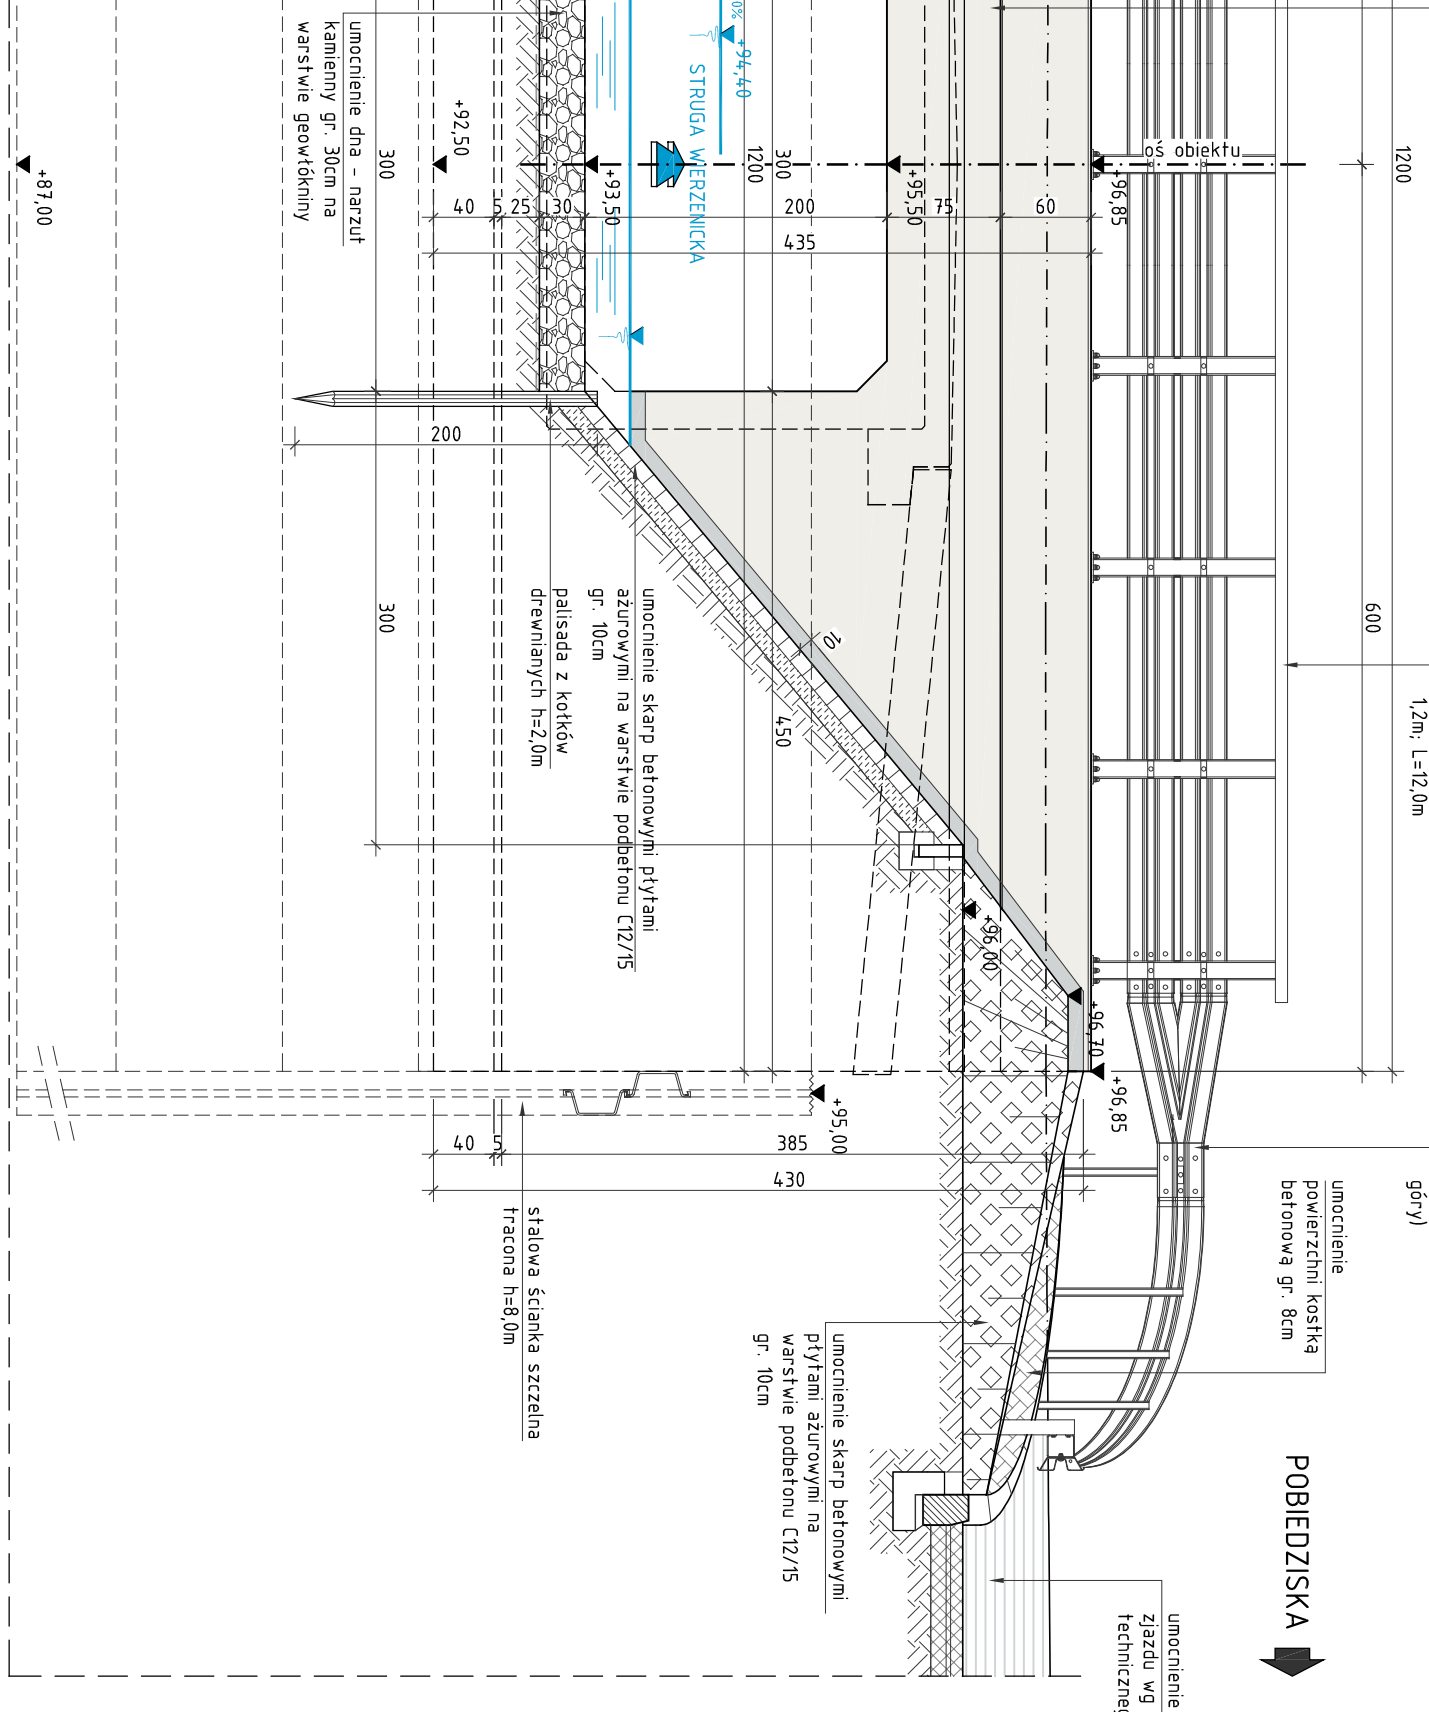 1200
600
1,2m; L=12,0m
góry)
oś obiektu
+96,85
60
75
+95,50
200
435
300
1200
0%
+94,40
STRUGA WIERZENICKA
+93,50
30
25
5
40
+92,50
300
+87,00
umocnienie dna - narzut
kamienny gr. 30cm na
warstwie geowłókniny
200
300
450
10
umocnienie skarp betonowymi płytami
ażurowymi na warstwie podbetonu C12/15
gr. 10cm
palisada z kołków
drewnianych h=2,0m
+96,00
+96,70
+96,85
+95,00
40
5
385
430
stalowa ścianka szczelna
tracona h=8,0m
umocnienie
powierzchni kostką
betonową gr. 8cm
umocnienie skarp betonowymi
płytami ażurowymi na
warstwie podbetonu C12/15
gr. 10cm
POBIEDZISKA
umocnienie
zjazdu wg